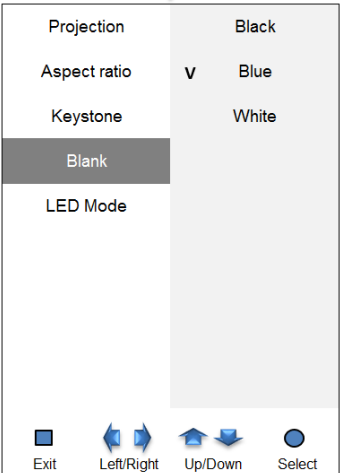 Projection Black
Aspect ratio V Blue
Keystone White
Blank
LED Mode
Exit Left/Right Up/Down Select